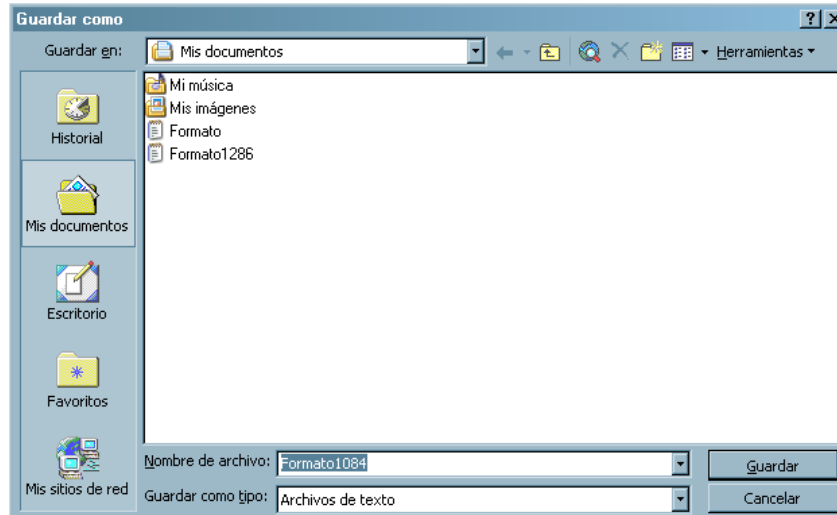 Guardar como
Guardar en: Mis documentos Herramientas
Mi música
Mis imágenes
Formato
Formato1286
Historial
Mis documentos
Escritorio
Favoritos
Mis sitios de red
Nombre de archivo: Formato1084 Guardar
Guardar como tipo: Archivos de texto Cancelar